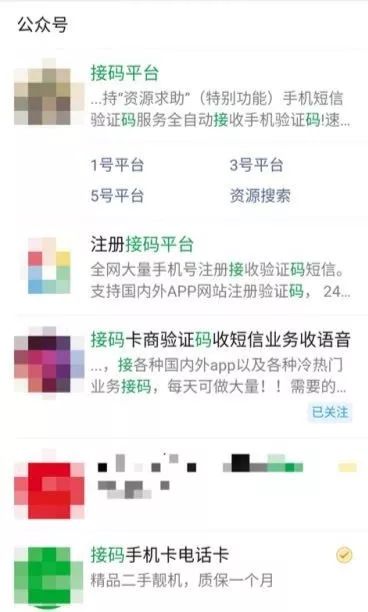 公众号
接码平台
...持“资源求助”（特别功能）手机短信
验证码服务全自动接收手机验证码!速...
1号平台 3号平台
5号平台 资源搜索
注册接码平台
全网大量手机号注册接收验证码短信。
支持国内外APP网站注册验证码， 24...
接码卡商验证码收短信业务收语音
...，接各种国内外app以及各种冷热门
业务接码，每天可做大量！！需要的...
已关注
接码手机卡电话卡
精品二手靓机，质保一个月